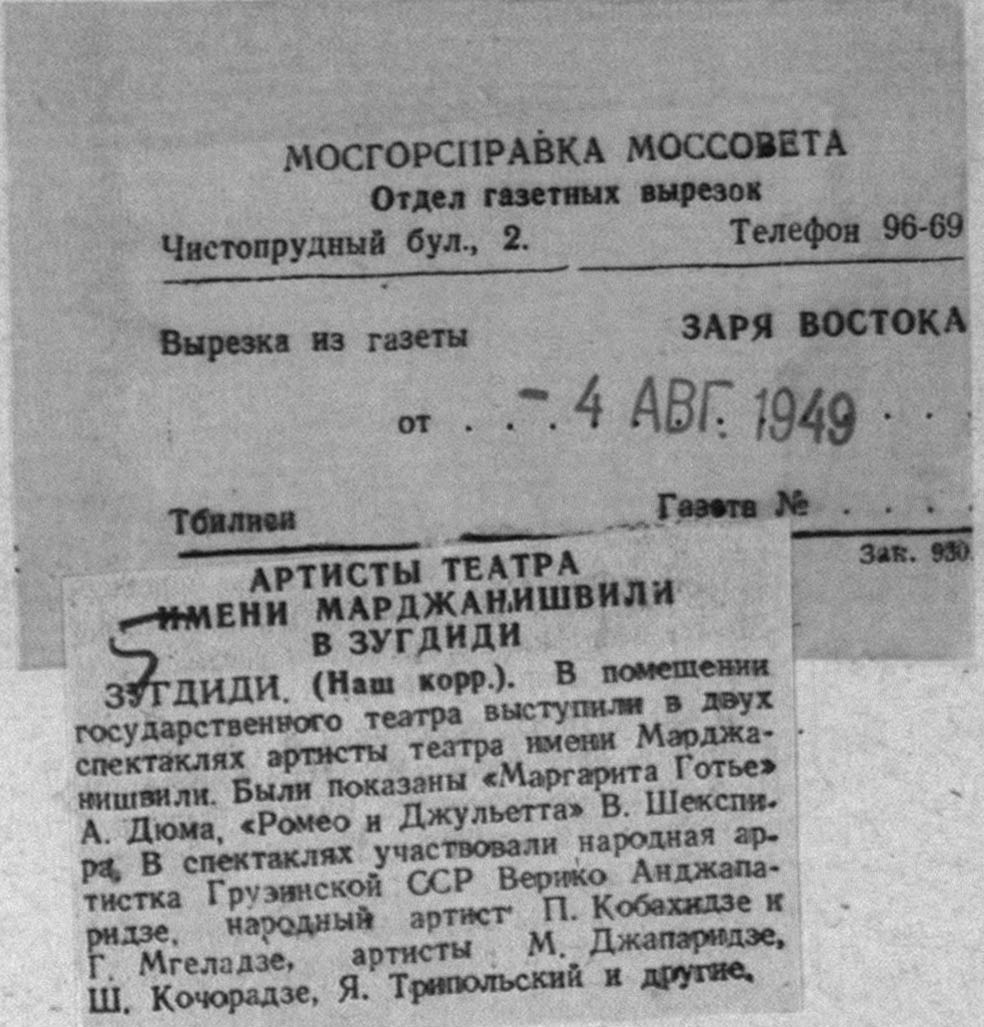 МОСГОРСПРАВКА МОССОВЕТА
Отдел газетных вырезок
Чистопрудный бул., 2. Телефон 96-69
Вырезка из газеты ЗАРЯ ВОСТОКА
от . . . - 4 АВГ. 1949 . .
Тбилиси Газета № . . . .
Зак. 930.
АРТИСТЫ ТЕАТРА
ИМЕНИ МАРДЖАНИШВИЛИ
В ЗУГДИДИ
ЗУГДИДИ. (Наш корр.). В помещении
государственного театра выступили в двух
спектаклях артисты театра имени Марджа-
нишвили. Были показаны «Маргарита Готье»
А. Дюма, «Ромео и Джульетта» В. Шекспи-
ра. В спектаклях участвовали народная ар-
тистка Грузинской ССР Верико Анджапа-
ридзе, народный артист П. Кобахидзе и
Г. Мгеладзе, артисты М. Джапаридзе,
Ш. Кочорадзе, Я. Трипольский и другие.